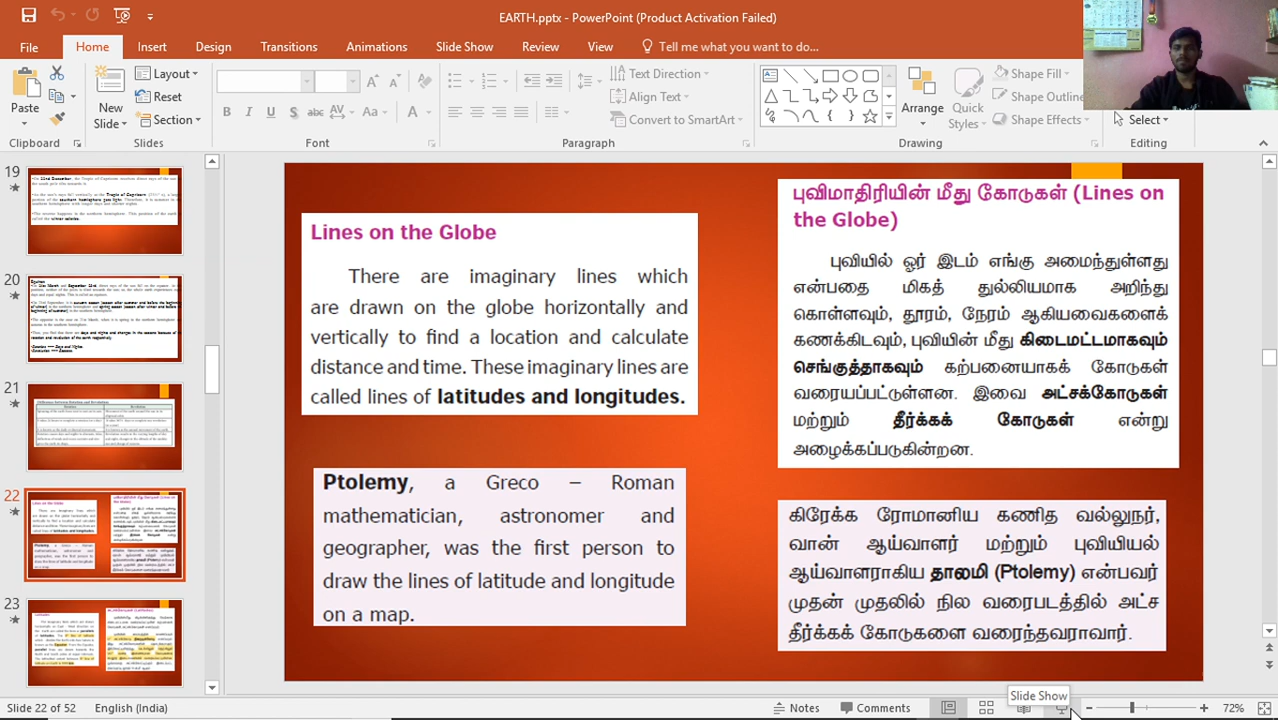 EARTH.pptx - PowerPoint (Product Activation Failed)
File Home Insert Design Transitions Animations Slide Show Review View Tell me what you want to do...
Paste
Clipboard
New Slide
Layout
Reset
Section
Slides
B I U S abc AV Aa A
Font
Text Direction
Align Text
Convert to SmartArt
Paragraph
Arrange
Quick Styles
Shape Fill
Shape Outline
Shape Effects
Drawing
Select
Editing
19
20
21
22
23
Lines on the Globe
There are imaginary lines which
are drawn on the globe horizontally and
vertically to find a location and calculate
distance and time. These imaginary lines are
called lines of latitudes and longitudes.
Ptolemy, a Greco – Roman
mathematician, astronomer and
geographer, was the first person to
draw the lines of latitude and longitude
on a map.
புவிமாதிரியின் மீது கோடுகள் (Lines on
the Globe)
புவியில் ஓர் இடம் எங்கு அமைந்துள்ளது
என்பதை மிகத் துல்லியமாக அறிந்து
கொள்ளவும், தூரம், நேரம் ஆகியவைகளைக்
கணக்கிடவும், புவியின் மீது கிடைமட்டமாகவும்
செங்குத்தாகவும் கற்பனையாகக் கோடுகள்
வரையப்பட்டுள்ளன. இவை அட்சக்கோடுகள்
மற்றும் தீர்க்கக் கோடுகள் என்று
அழைக்கப்படுகின்றன.
கிரேக்க ரோமானிய கணித வல்லுநர்,
வான் ஆய்வாளர் மற்றும் புவியியல்
ஆய்வாளராகிய தாலமி (Ptolemy) என்பவர்
முதன் முதலில் நில வரைபடத்தில் அட்ச
தீர்க்கக் கோடுகளை வரைந்தவராவார்.
Slide Show
Slide 22 of 52 English (India) Notes Comments 72%